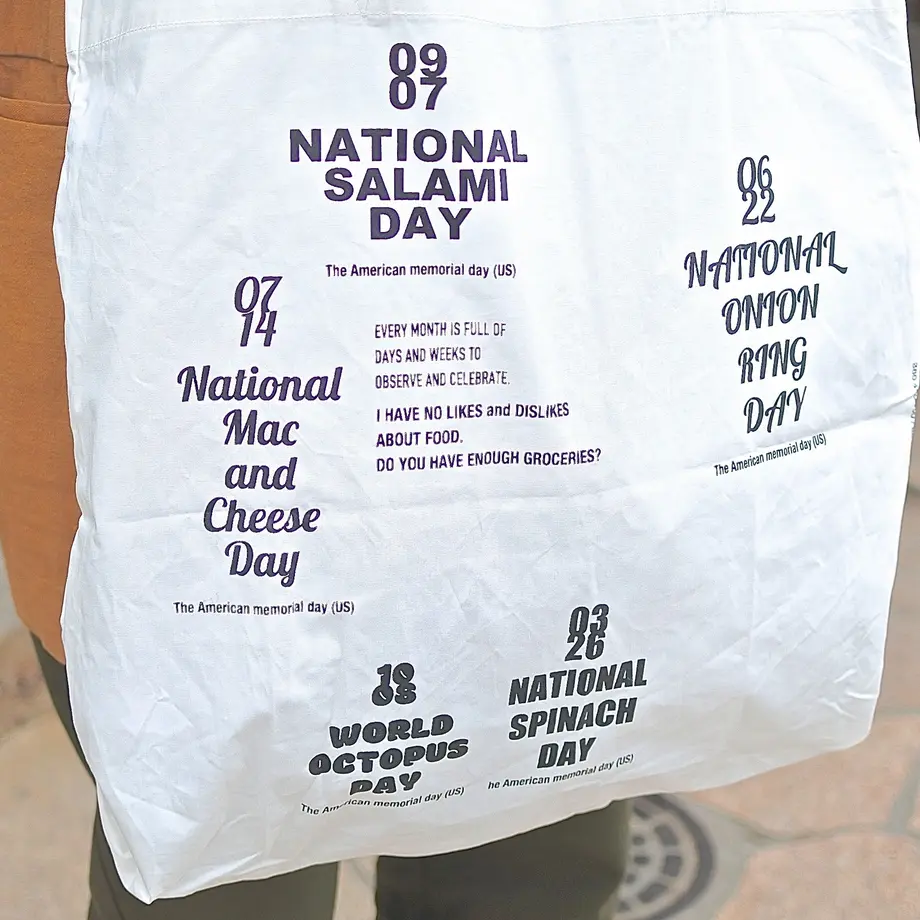 09
07
NATIONAL
SALAMI
DAY
The American memorial day (US)
07
14
National
Mac
and
Cheese
Day
The American memorial day (US)
EVERY MONTH IS FULL OF
DAYS AND WEEKS TO
OBSERVE AND CELEBRATE.
I HAVE NO LIKES and DISLIKES
ABOUT FOOD.
DO YOU HAVE ENOUGH GROCERIES?
06
22
NATIONAL
ONION
RING
DAY
The American memorial day (US)
10
08
WORLD
OCTOPUS
DAY
The American memorial day (US)
03
26
NATIONAL
SPINACH
DAY
he American memorial day (US)